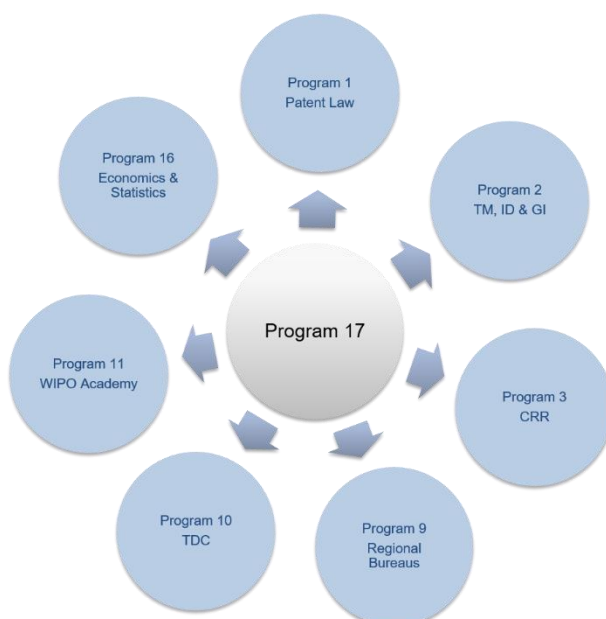 Program 1
Patent Law
Program 16
Economics &
Statistics
Program 2
TM, ID & GI
Program 17
Program 11
WIPO Academy
Program 3
CRR
Program 10
TDC
Program 9
Regional
Bureaus